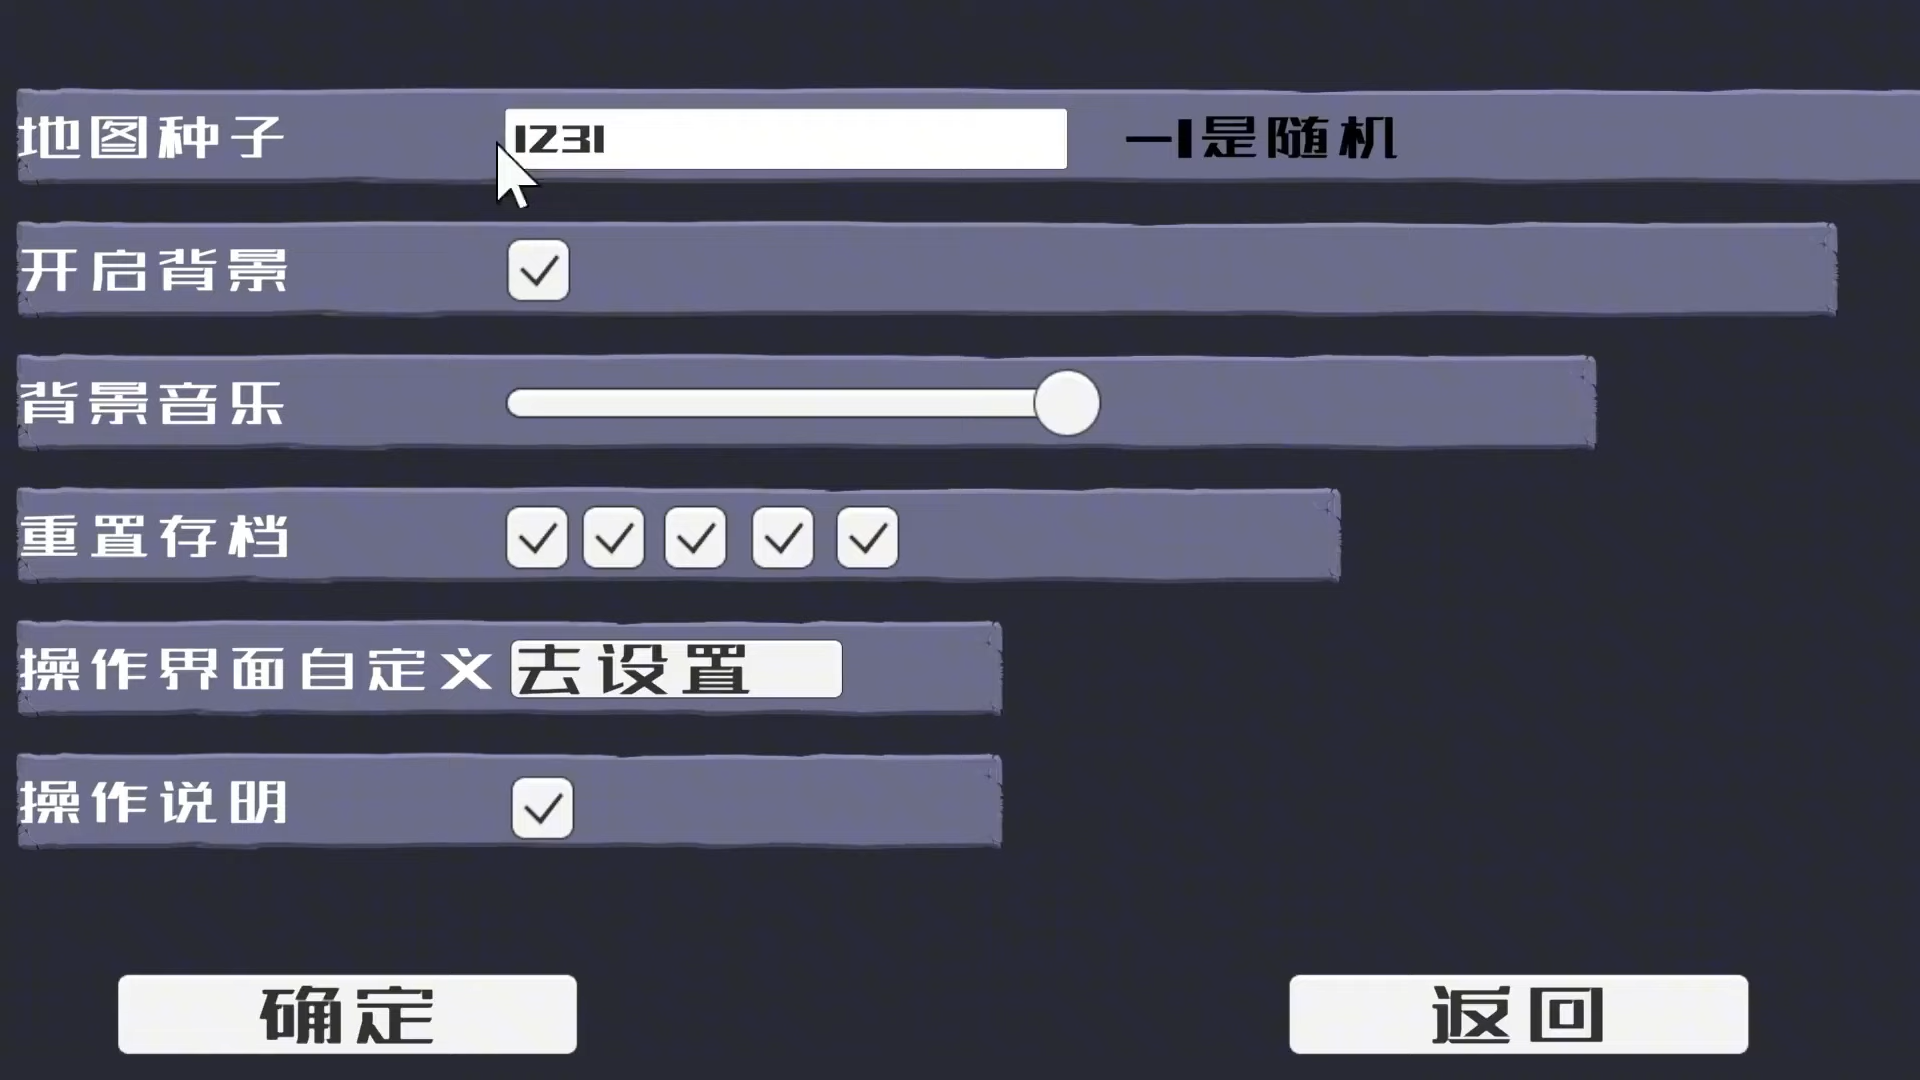 地图种子 1231 -1是随机
开启背景
背景音乐
重置存档
操作界面自定义 去设置
操作说明
确定 返回